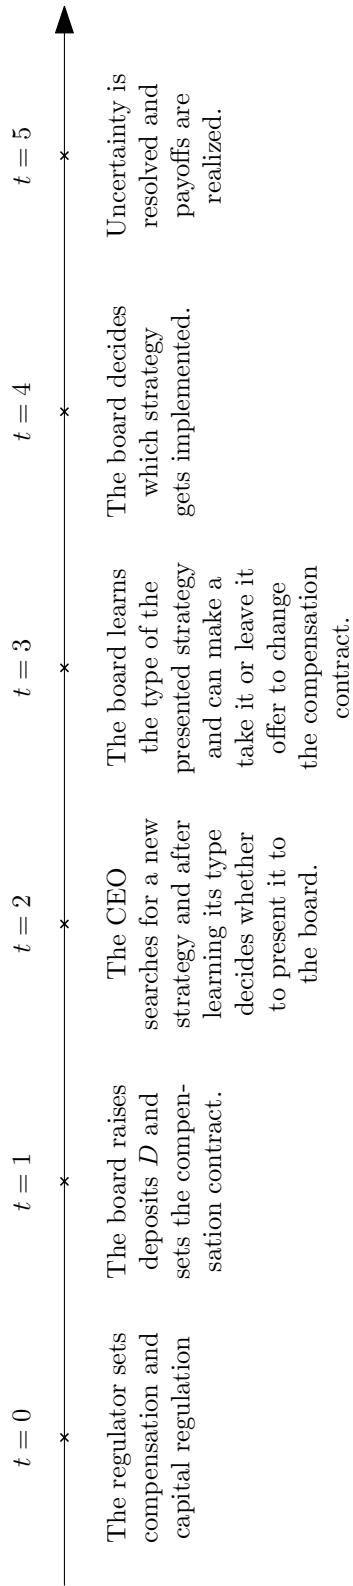 t = 0
The regulator sets
compensation and
capital regulation
t = 1
The board raises
deposits D and
sets the compen-
sation contract.
t = 2
The CEO
searches for a new
strategy and after
learning its type
decides whether
to present it to
the board.
t = 3
The board learns
the type of the
presented strategy
and can make a
take it or leave it
offer to change
the compensation
contract.
t = 4
The board decides
which strategy
gets implemented.
t = 5
Uncertainty is
resolved and
payoffs are
realized.